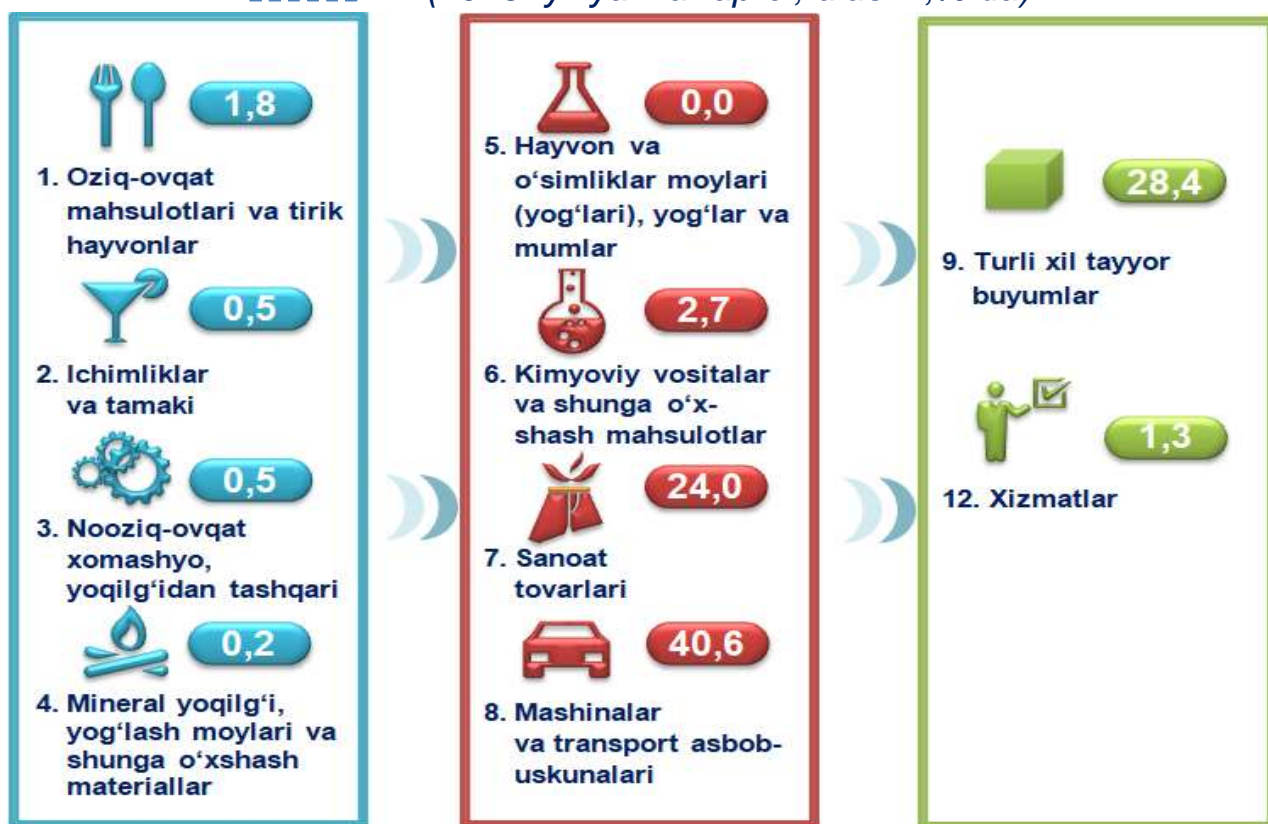 1,8
1. Oziq-ovqat
mahsulotlari va tirik
hayvonlar
0,5
2. Ichimliklar
va tamaki
0,5
3. Nooziq-ovqat
xomashyo,
yoqilg‘idan tashqari
0,2
4. Mineral yoqilg‘i,
yog‘lash moylari va
shunga o‘xshash
materiallar
0,0
5. Hayvon va
o‘simliklar moylari
(yog‘lari), yog‘lar va
mumlar
2,7
6. Kimyoviy vositalar
va shunga o‘x-
shash mahsulotlar
24,0
7. Sanoat
tovarlari
40,6
8. Mashinalar
va transport asbob-
uskunalari
28,4
9. Turli xil tayyor
buyumlar
1,3
12. Xizmatlar